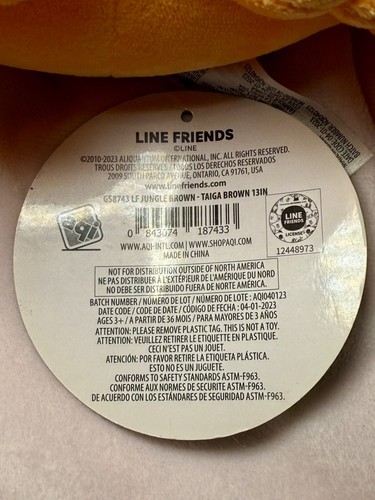 LINE FRIENDS
©LINE
©2010-2023 ALIQUANTUM INTERNATIONAL, INC. ALL RIGHTS RESERVED.
TROUS DROITS RESERVÉS / TODOS LOS DERECHOS RESERVADOS
2009 SOUTH PARCO AVENUE, ONTARIO, CA 91761, USA
www.linefriends.com
G58743 LF JUNGLE BROWN - TAIGA BROWN 13IN
0 843074 187433
LINE
FRIENDS
LICENSE
WWW.AQI-INTL.COM | WWW.SHOPAQI.COM
12448973
MADE IN CHINA
NOT FOR DISTRIBUTION OUTSIDE OF NORTH AMERICA
NE PAS DISTRIBUEZ À L'EXTÉRIEUR DE L'AMÉRIQUE DU NORD
NO DEBE SER DISTRIBUIDO FUERA DE NORTE AMÉRICA.
BATCH NUMBER / NUMÉRO DE LOT / NÚMERO DE LOTE : AQI040123
DATE CODE / CODE DE DATE / CÓDIGO DE FECHA : 04-01-2023
AGES 3+ / A PARTIR DE 36 MOIS / PARA MAYORES DE 3 AÑOS
ATTENTION: PLEASE REMOVE PLASTIC TAG. THIS IS NOT A TOY.
ATTENTION: VEUILLEZ RETIRER LE ETIQUETTE EN PLASTIQUE.
CECI N'EST PAS UN JOUET.
ATENCIÓN: POR FAVOR RETIRE LA ETIQUETA PLÁSTICA.
ESTO NO ES UN JUGUETE.
CONFORMS TO SAFETY STANDARDS ASTM-F963.
CONFORME AUX NORMES DE SECURITE ASTM-F963.
DE ACUERDO CON LOS ESTÁNDARES DE SEGURIDAD ASTM-F963.